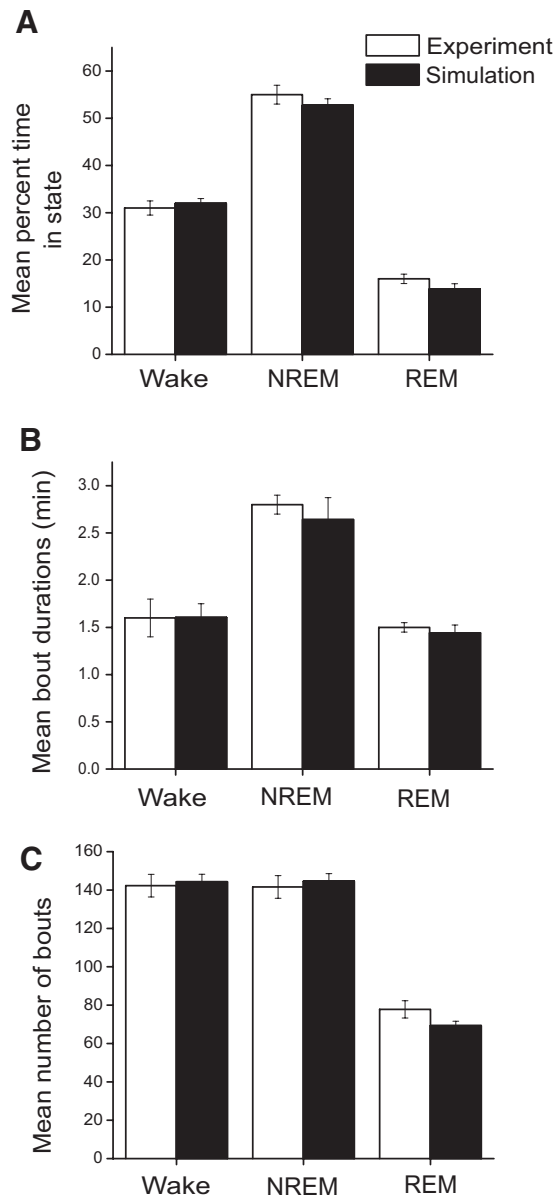 A
Experiment
Simulation
Mean percent time
in state
60
50
40
30
20
10
0
Wake NREM REM
B
Mean bout durations (min)
3.0
2.5
2.0
1.5
1.0
0.5
0.0
Wake NREM REM
C
Mean number of bouts
160
140
120
100
80
60
40
20
0
Wake NREM REM